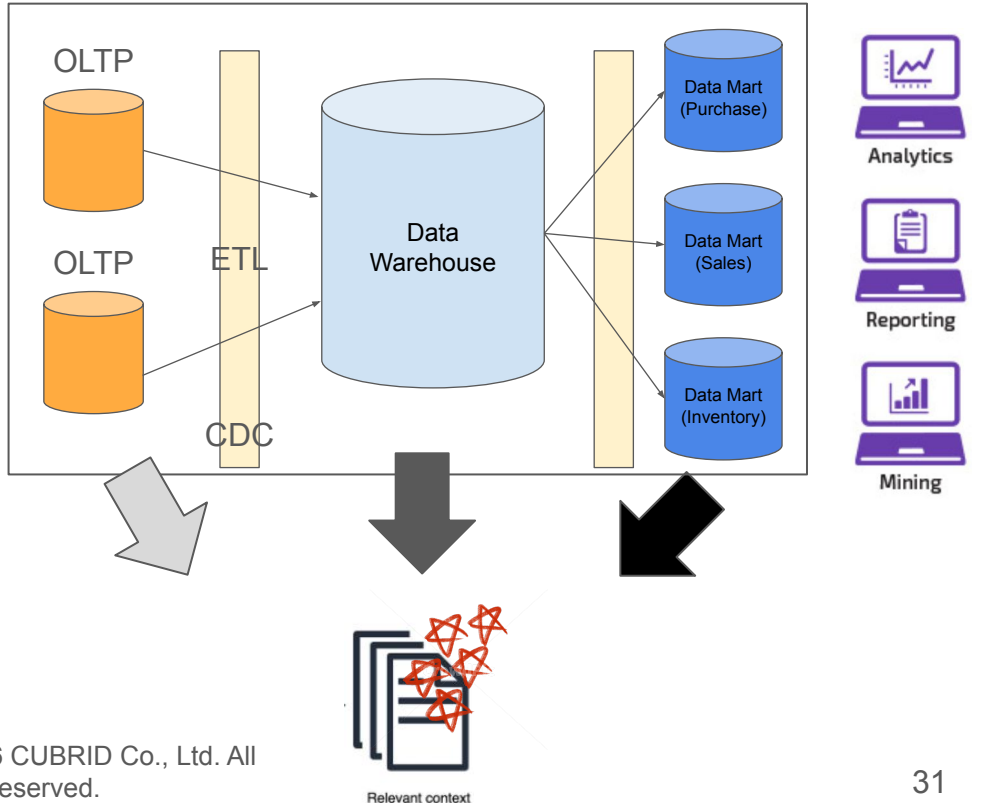 OLTP
OLTP
ETL
CDC
Data
Warehouse
Data Mart
(Purchase)
Data Mart
(Sales)
Data Mart
(Inventory)
Analytics
Reporting
Mining
Relevant context
CUBRID Co., Ltd. All
eserved.
31